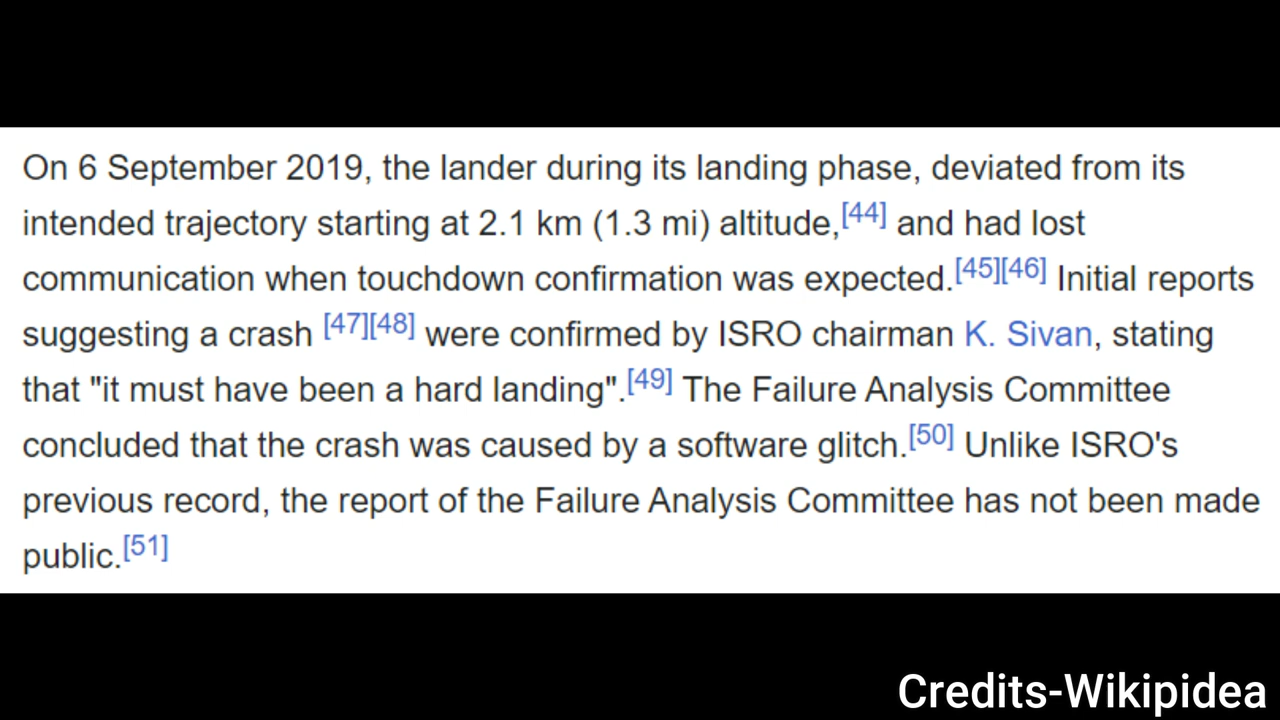 On 6 September 2019, the lander during its landing phase, deviated from its
intended trajectory starting at 2.1 km (1.3 mi) altitude,[44] and had lost
communication when touchdown confirmation was expected.[45][46] Initial reports
suggesting a crash [47][48] were confirmed by ISRO chairman K. Sivan, stating
that "it must have been a hard landing".[49] The Failure Analysis Committee
concluded that the crash was caused by a software glitch.[50] Unlike ISRO's
previous record, the report of the Failure Analysis Committee has not been made
public.[51]
Credits-Wikipidea